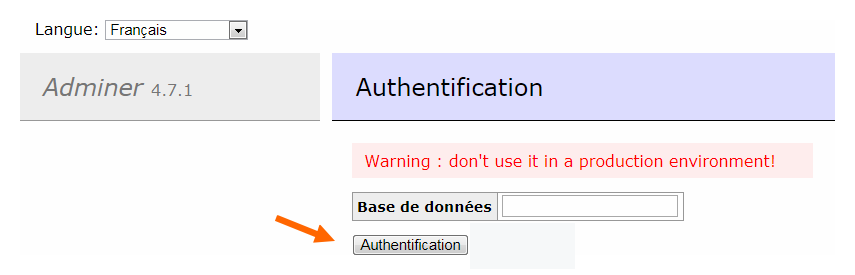 Langue: Français
Adminer 4.7.1
Authentification
Warning : don't use it in a production environment!
Base de données
Authentification